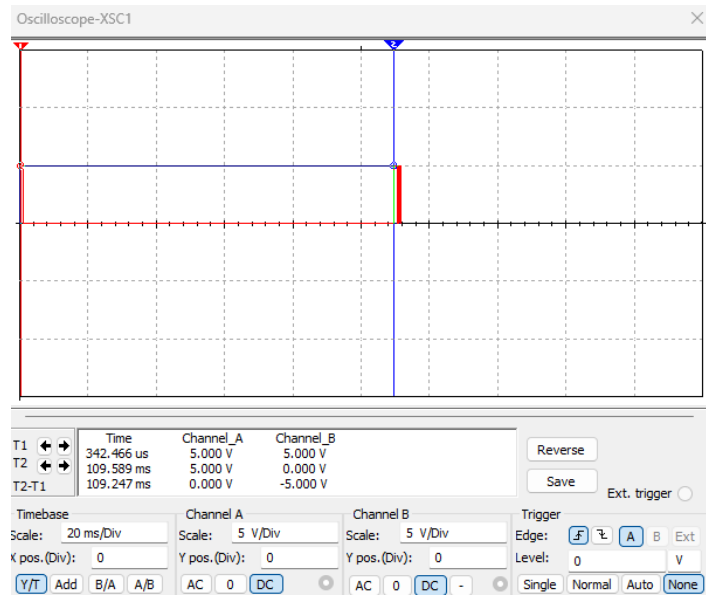 Oscilloscope-XSC1
1 2
Time Channel_A Channel_B
T1 342.466 us 5.000 V 5.000 V
T2 109.589 ms 5.000 V 0.000 V
T2-T1 109.247 ms 0.000 V -5.000 V
Reverse
Save
Ext. trigger
Timebase
Scale: 20 ms/Div
X pos.(Div): 0
Y/T Add B/A A/B
Channel A
Scale: 5 V/Div
Y pos.(Div): 0
AC 0 DC
Channel B
Scale: 5 V/Div
Y pos.(Div): 0
AC 0 DC -
Trigger
Edge: A B Ext
Level: 0 V
Single Normal Auto None